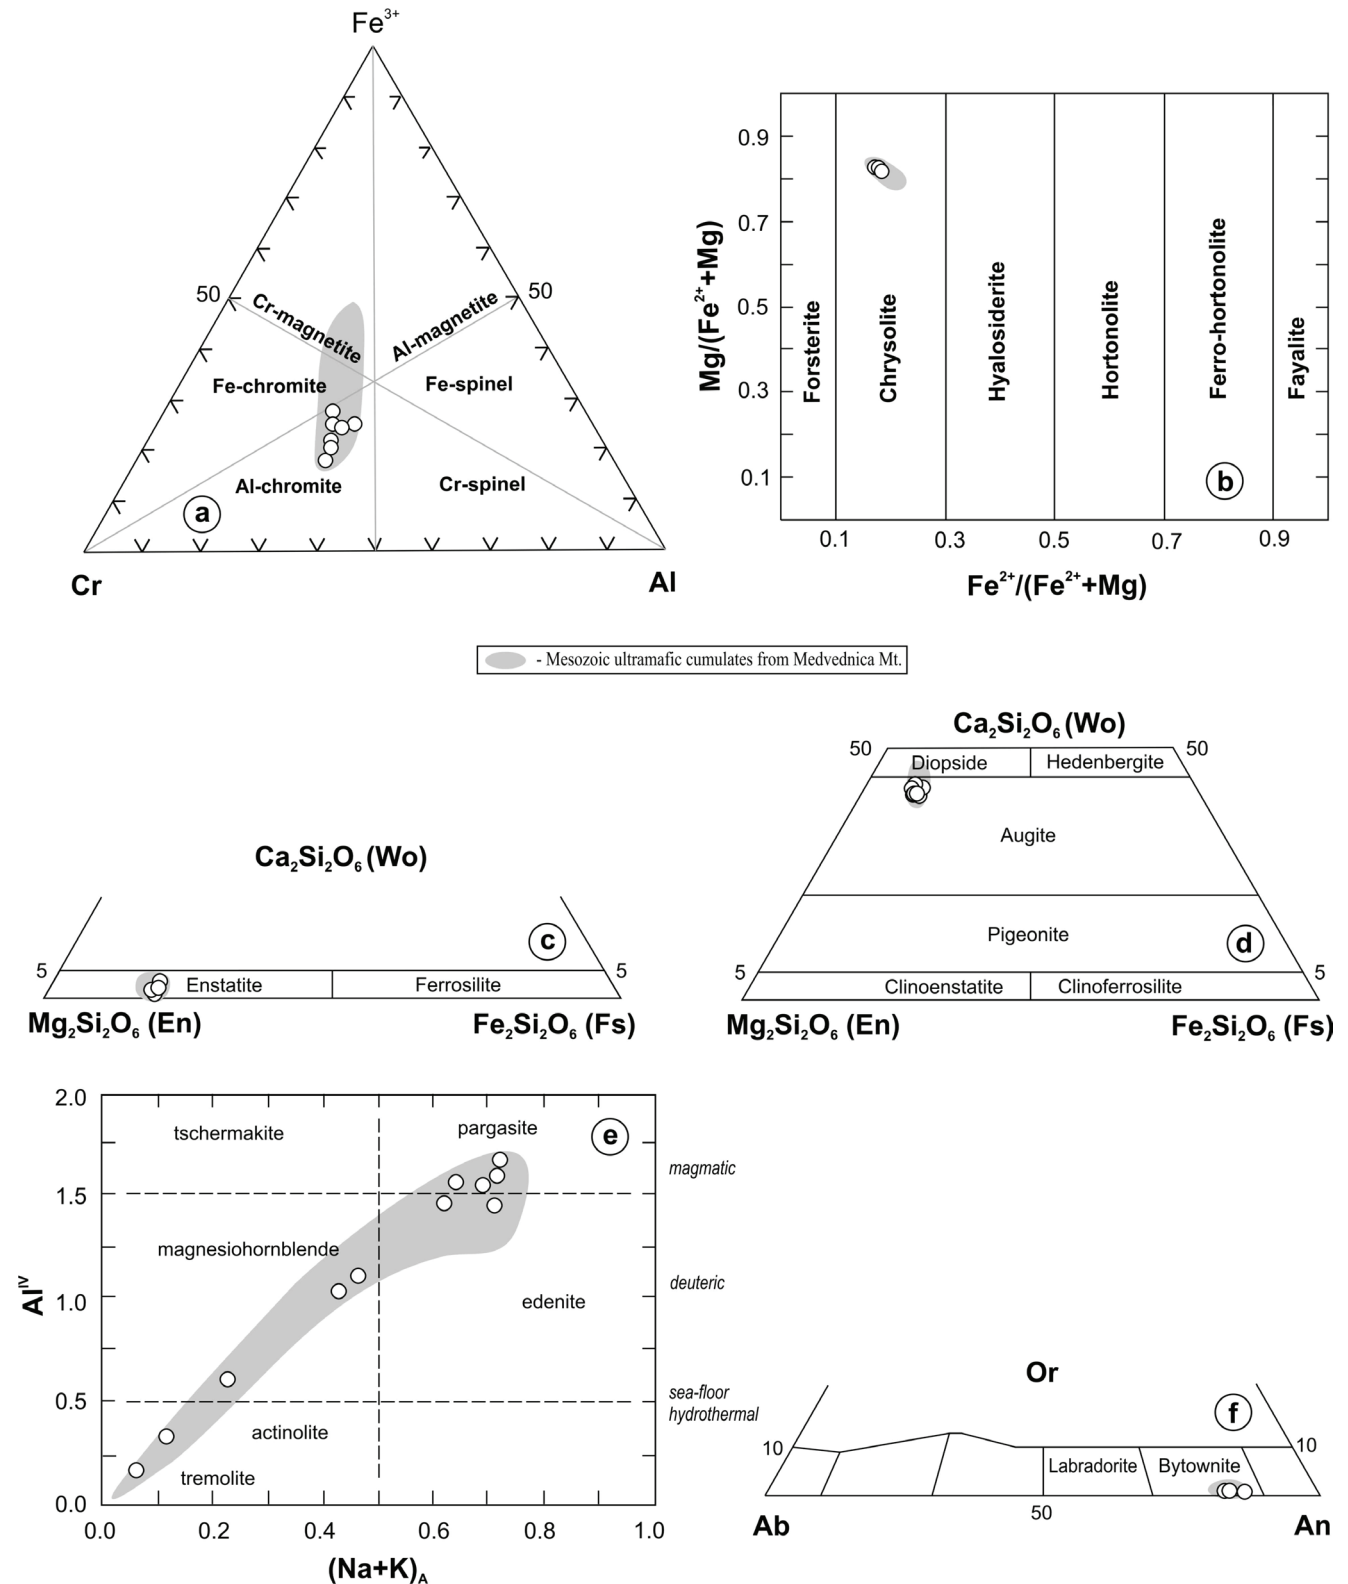 Fe³⁺
50
50
Cr-magnetite
Al-magnetite
Fe-chromite
Fe-spinel
Al-chromite
Cr-spinel
a
Cr
Al
Mg/(Fe²⁺+Mg)
0.9
0.7
0.5
0.3
0.1
Forsterite
Chrysolite
Hyalosiderite
Hortonolite
Ferro-hortonolite
Fayalite
b
0.1
0.3
0.5
0.7
0.9
Fe²⁺/(Fe²⁺+Mg)
- Mesozoic ultramafic cumulates from Medvednica Mt.
Ca₂Si₂O₆ (Wo)
c
5
5
Enstatite
Ferrosilite
Mg₂Si₂O₆ (En)
Fe₂Si₂O₆ (Fs)
Ca₂Si₂O₆ (Wo)
50
50
Diopside
Hedenbergite
Augite
Pigeonite
d
5
5
Clinoenstatite
Clinoferrosilite
Mg₂Si₂O₆ (En)
Fe₂Si₂O₆ (Fs)
Al^IV
2.0
1.5
1.0
0.5
0.0
tschermakite
pargasite
e
magmatic
magnesiohornblende
deuteric
edenite
sea-floor
hydrothermal
actinolite
tremolite
0.0
0.2
0.4
0.6
0.8
1.0
(Na+K)A
Or
f
10
10
Labradorite
Bytownite
50
Ab
An